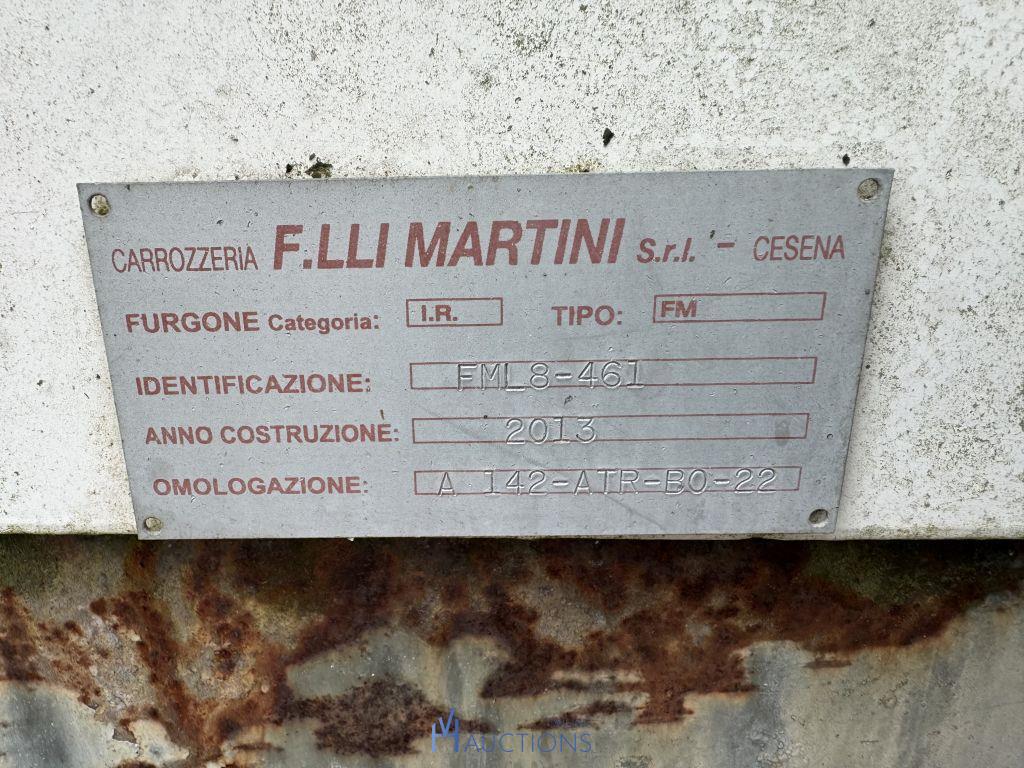 CARROZZERIA F.LLI MARTINI S.r.l. - CESENA
FURGONE Categoria: I.R. TIPO: FM
IDENTIFICAZIONE: FML8-461
ANNO COSTRUZIONE: 2013
OMOLOGAZIONE: A 142-ATR-BO-22
AUCTIONS